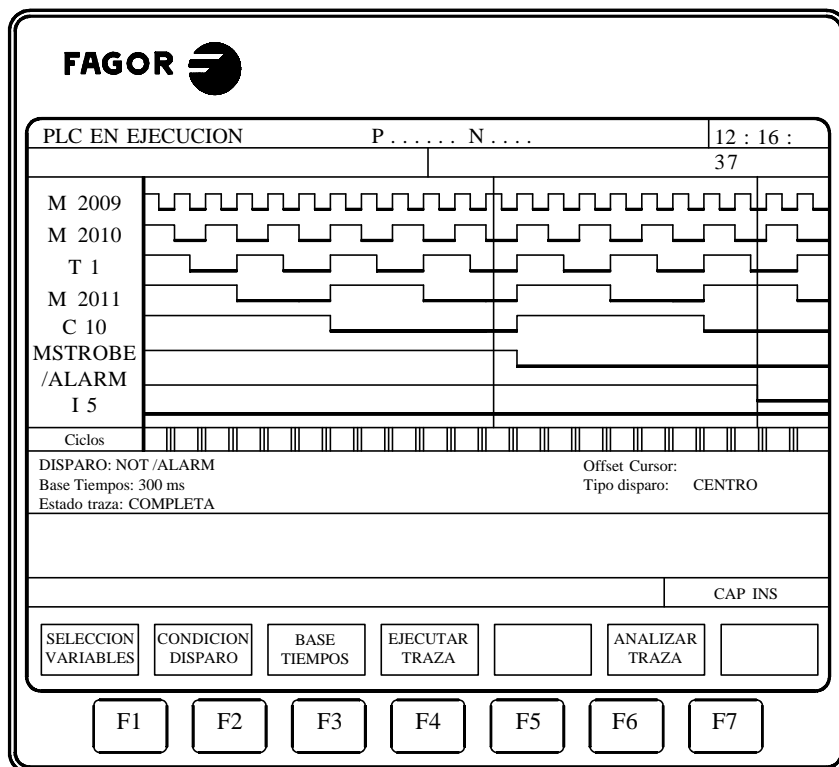 FAGOR
PLC EN EJECUCION P . . . . . . N . . . . 12 : 16 : 37
M 2009
M 2010
T 1
M 2011
C 10
MSTROBE
/ALARM
I 5
Ciclos
DISPARO: NOT /ALARM
Base Tiempos: 300 ms
Estado traza: COMPLETA
Offset Cursor:
Tipo disparo: CENTRO
CAP INS
SELECCION VARIABLES
CONDICION DISPARO
BASE TIEMPOS
EJECUTAR TRAZA
ANALIZAR TRAZA
F1 F2 F3 F4 F5 F6 F7